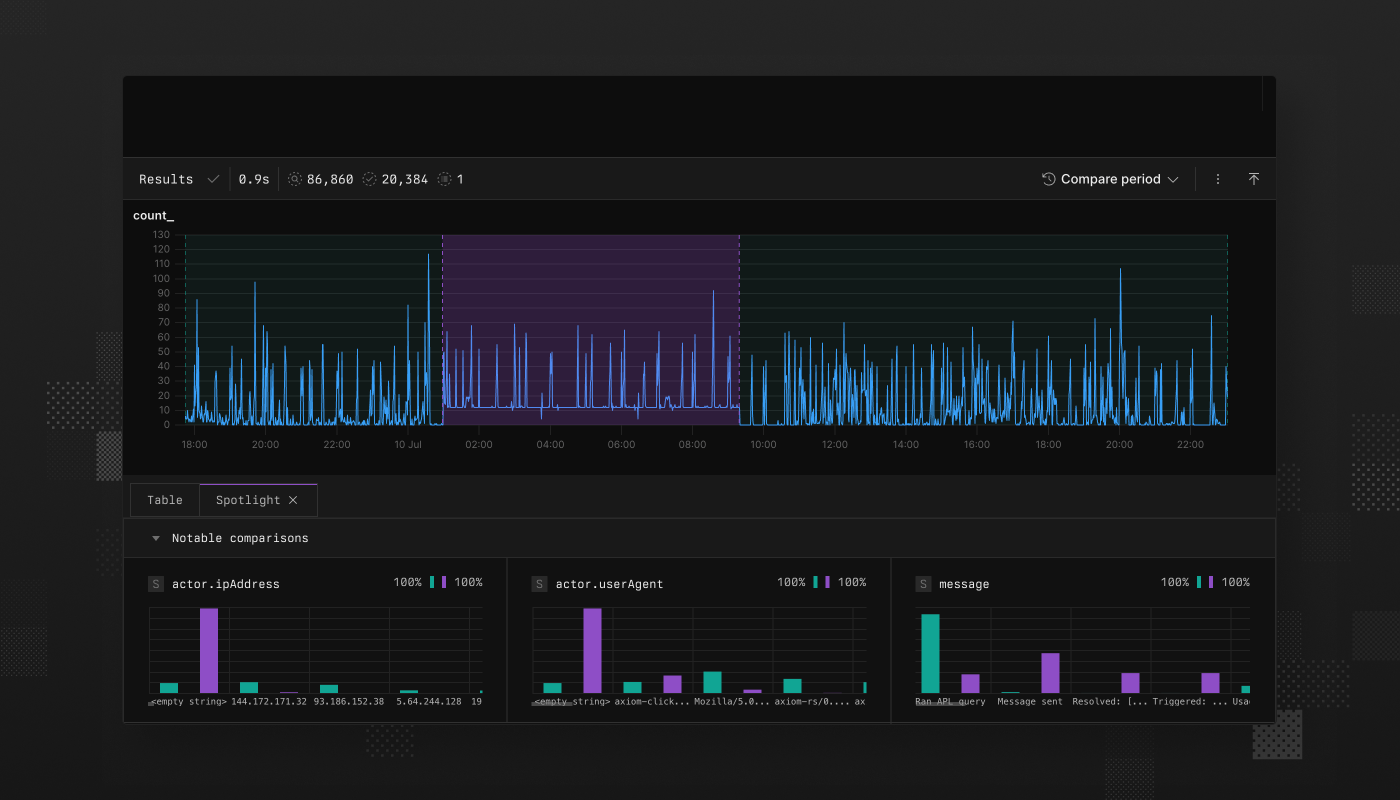 Results 0.9s 86,860 20,384 1 Compare period
count_
130
120
110
100
90
80
70
60
50
40
30
20
10
0
18:00 20:00 22:00 10 Jul 02:00 04:00 06:00 08:00 10:00 12:00 14:00 16:00 18:00 20:00 22:00
Table Spotlight
Notable comparisons
S actor.ipAddress 100% 100%
<empty string> 144.172.171.32 93.186.152.38 5.64.244.128 19
S actor.userAgent 100% 100%
<empty string> axiom-click... Mozilla/5.0... axiom-rs/0.... ax
S message 100% 100%
Ran APL query Message sent Resolved: [... Triggered: ... Usa